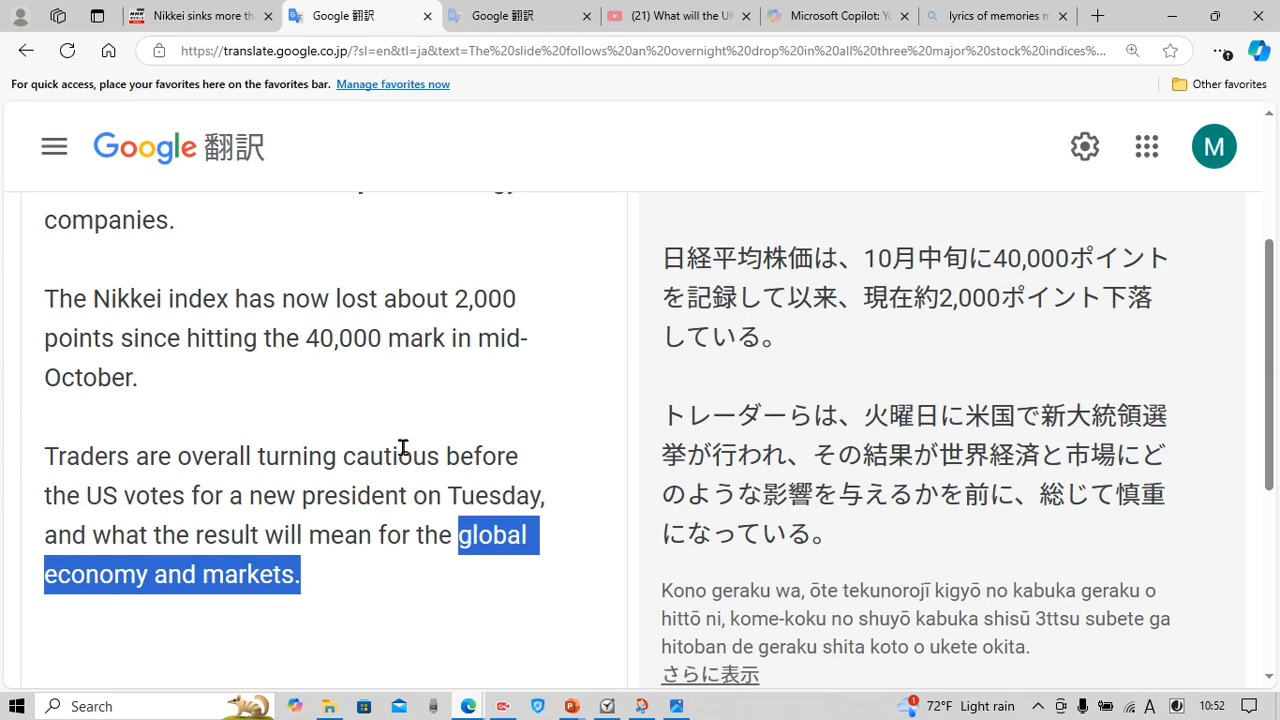 Nikkei sinks more th
Google 翻訳
Google 翻訳
(21) What will the U
Microsoft Copilot: Yo
lyrics of memories m
https://translate.google.co.jp/?sl=en&tl=ja&text=The%20slide%20follows%20an%20overnight%20drop%20in%20all%20three%20major%20stock%20indices%...
For quick access, place your favorites here on the favorites bar. Manage favorites now
Other favorites
Google 翻訳
M
companies.
The Nikkei index has now lost about 2,000
points since hitting the 40,000 mark in mid-
October.
Traders are overall turning cautious before
the US votes for a new president on Tuesday,
and what the result will mean for the global
economy and markets.
日経平均株価は、10月中旬に40,000ポイント
を記録して以来、現在約2,000ポイント下落
している。
トレーダーらは、火曜日に米国で新大統領選
挙が行われ、その結果が世界経済と市場にど
のような影響を与えるかを前に、総じて慎重
になっている。
Kono geraku wa, ōte tekunorojī kigyō no kabuka geraku o
hittō ni, kome-koku no shuyō kabuka shisū 3ttsu subete ga
hitoban de geraku shita koto o ukete okita.
さらに表示
Search
72°F Light rain
A
10:52